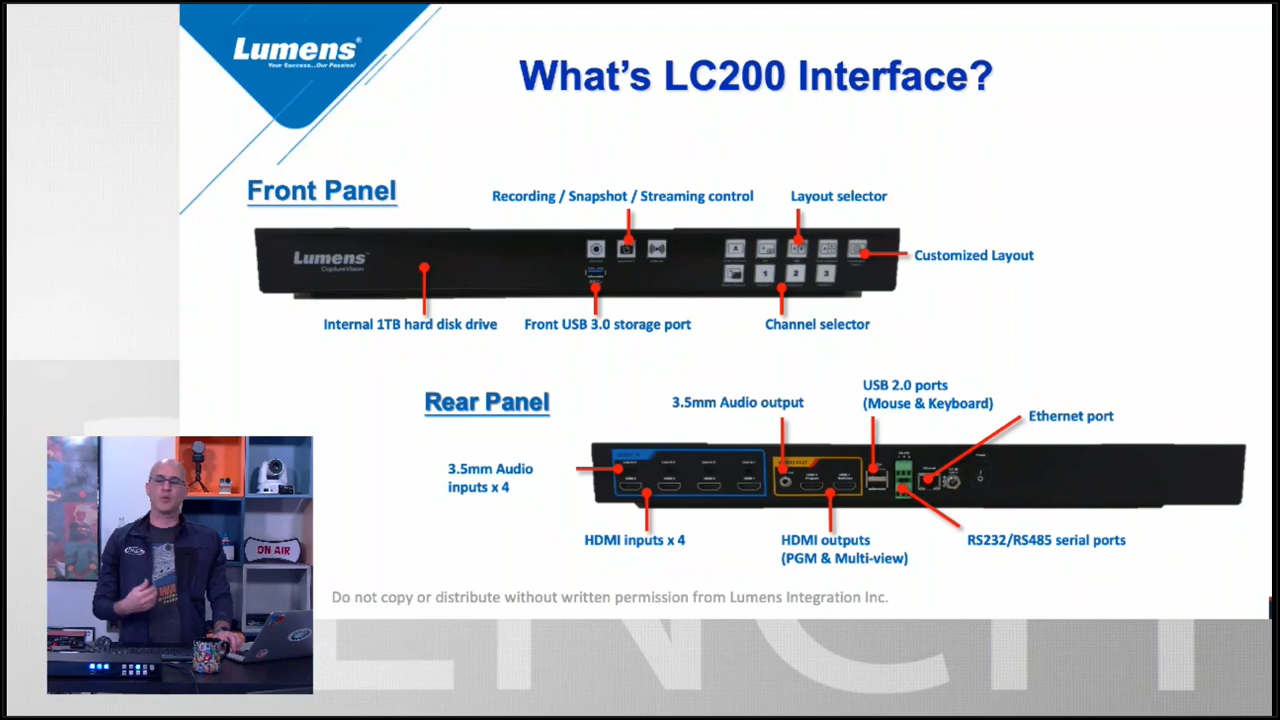 Lumens®
Your Success...Our Passion!
What's LC200 Interface?
Front Panel
Recording / Snapshot / Streaming control
Layout selector
Lumens
CaptureVision
Customized Layout
1 2 3
Internal 1TB hard disk drive
Front USB 3.0 storage port
Channel selector
Rear Panel
3.5mm Audio output
USB 2.0 ports
(Mouse & Keyboard)
Ethernet port
3.5mm Audio
inputs x 4
HDMI inputs x 4
HDMI outputs
(PGM & Multi-view)
RS232/RS485 serial ports
ON AIR
Do not copy or distribute without written permission from Lumens Integration Inc.